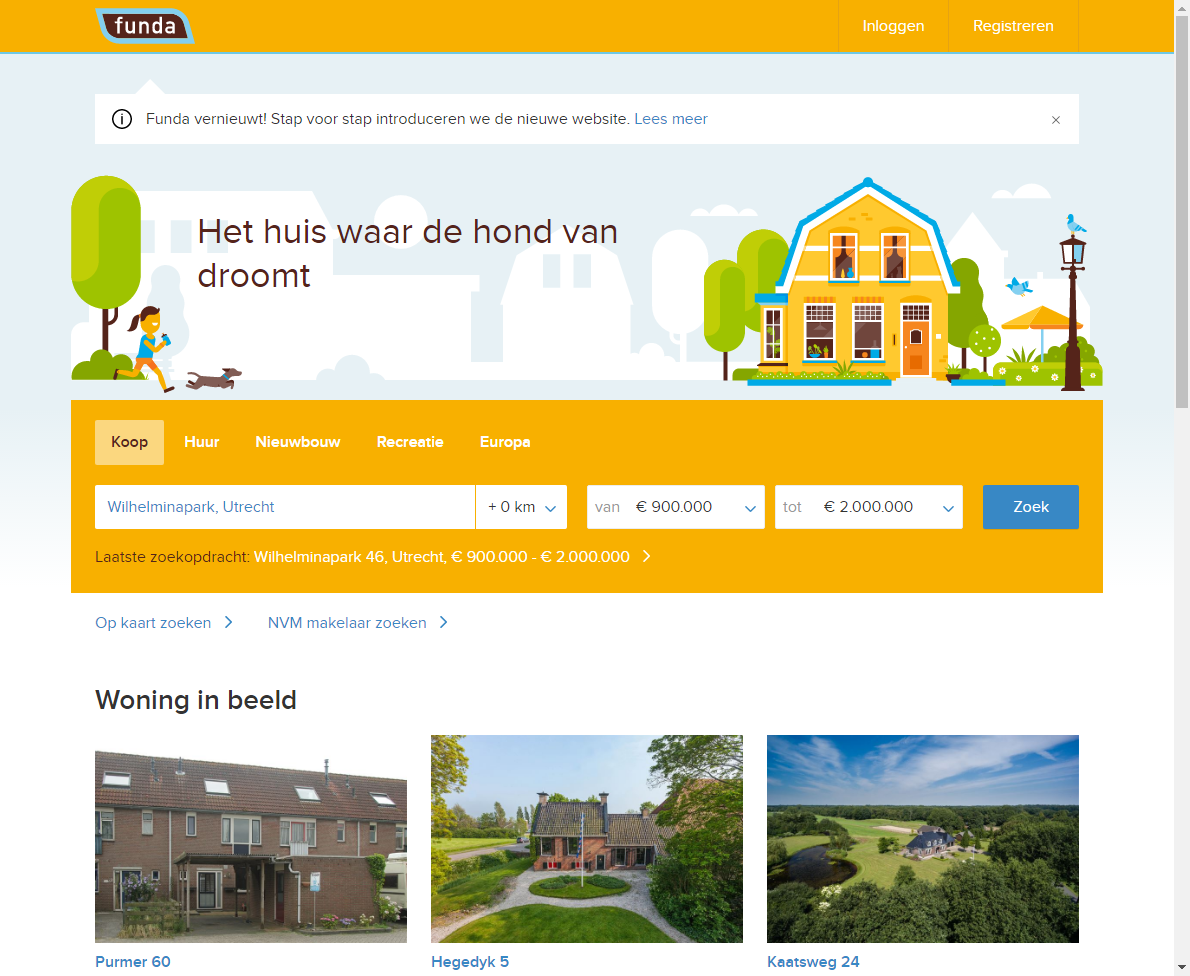 funda
Inloggen
Registreren
Funda vernieuwt! Stap voor stap introduceren we de nieuwe website. Lees meer
Het huis waar de hond van
droomt
Koop
Huur
Nieuwbouw
Recreatie
Europa
Wilhelminapark, Utrecht
+ 0 km
van € 900.000
tot € 2.000.000
Zoek
Laatste zoekopdracht: Wilhelminapark 46, Utrecht, € 900.000 - € 2.000.000
Op kaart zoeken
NVM makelaar zoeken
Woning in beeld
Purmer 60
Hegedyk 5
Kaatsweg 24